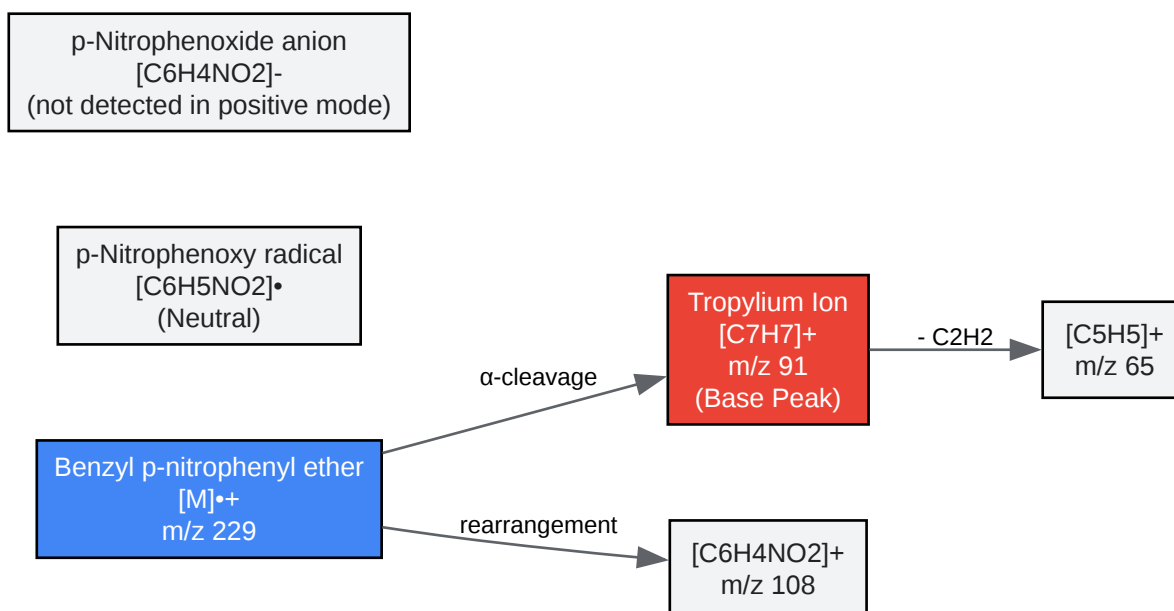 p-Nitrophenoxide anion
[C6H4NO2]-
(not detected in positive mode)
p-Nitrophenoxy radical
[C6H5NO2]•
(Neutral)
Benzyl p-nitrophenyl ether
[M]•+
m/z 229
α-cleavage
rearrangement
Tropylium Ion
[C7H7]+
m/z 91
(Base Peak)
[C6H4NO2]+
m/z 108
- C2H2
[C5H5]+
m/z 65